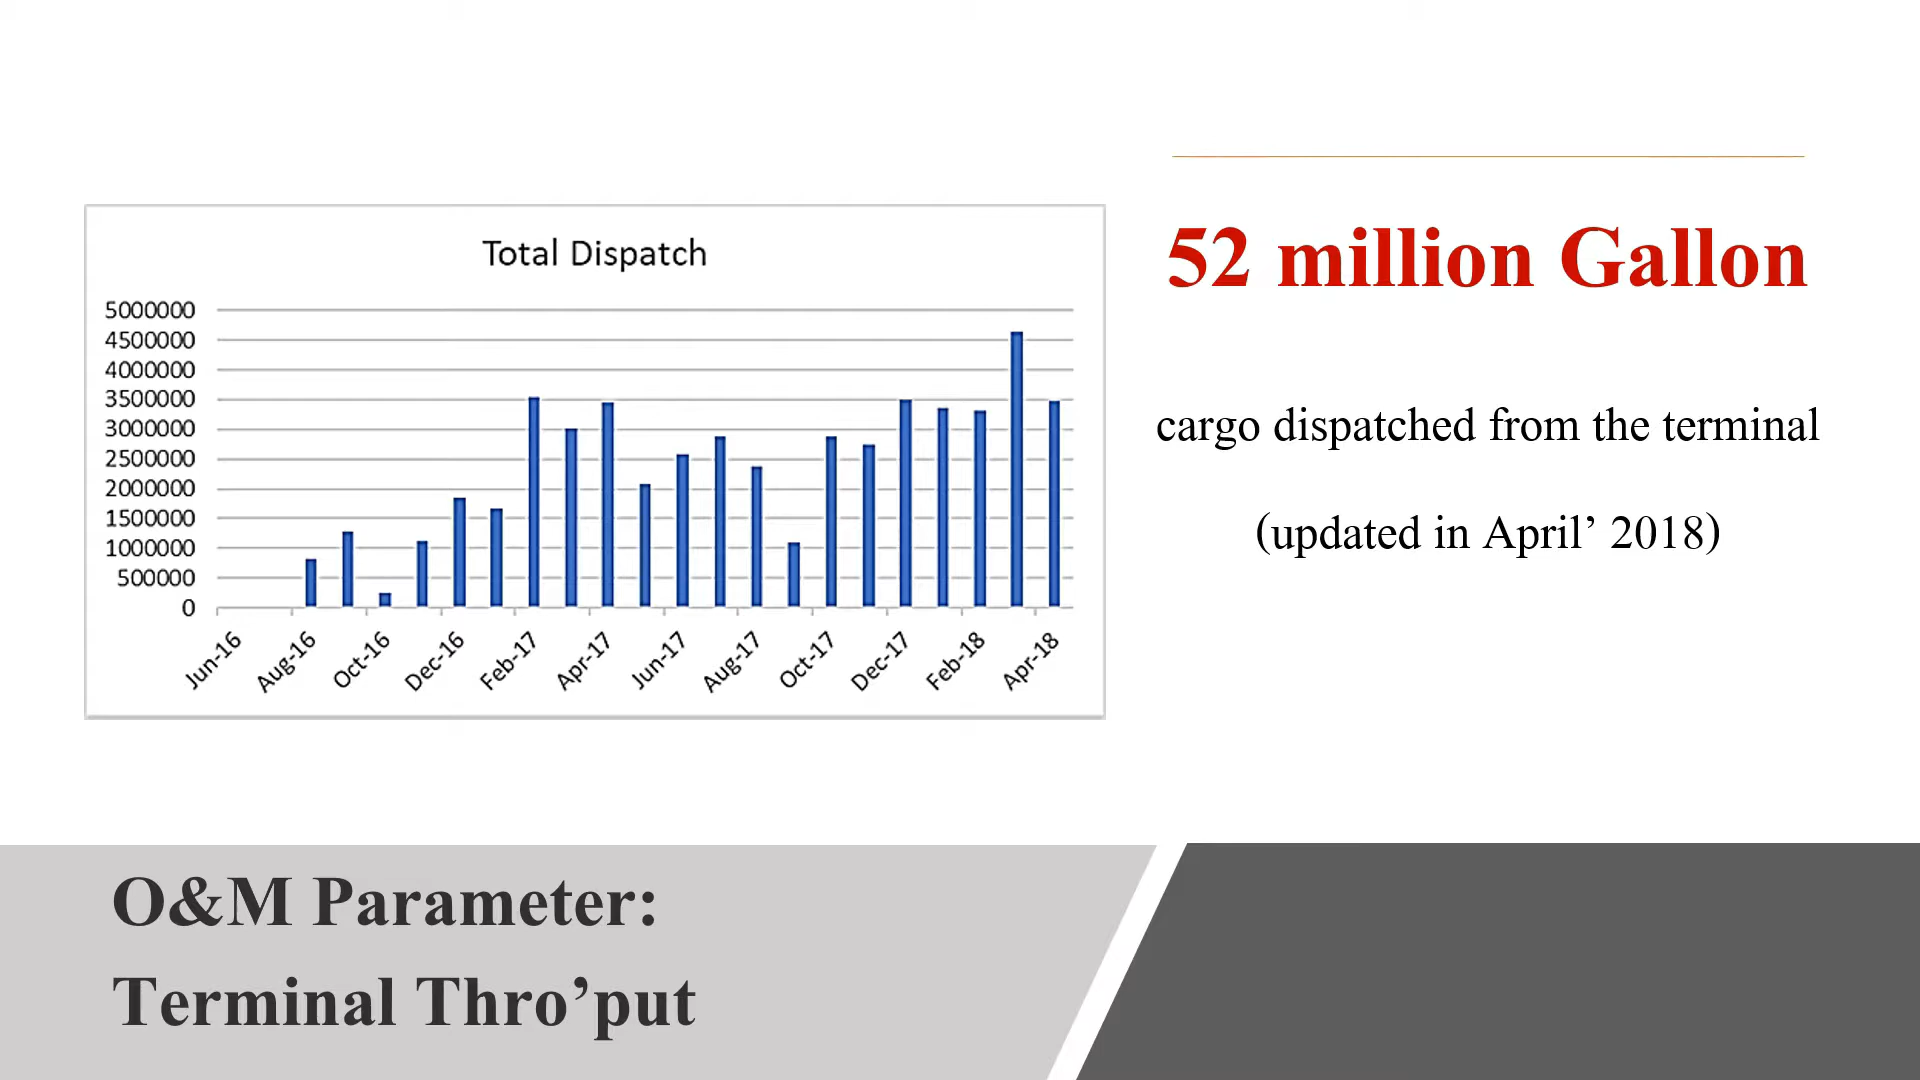 Total Dispatch
5000000
4500000
4000000
3500000
3000000
2500000
2000000
1500000
1000000
500000
0
Jun-16
Aug-16
Oct-16
Dec-16
Feb-17
Apr-17
Jun-17
Aug-17
Oct-17
Dec-17
Feb-18
Apr-18
52 million Gallon
cargo dispatched from the terminal
(updated in April’ 2018)
O&M Parameter:
Terminal Thro’put